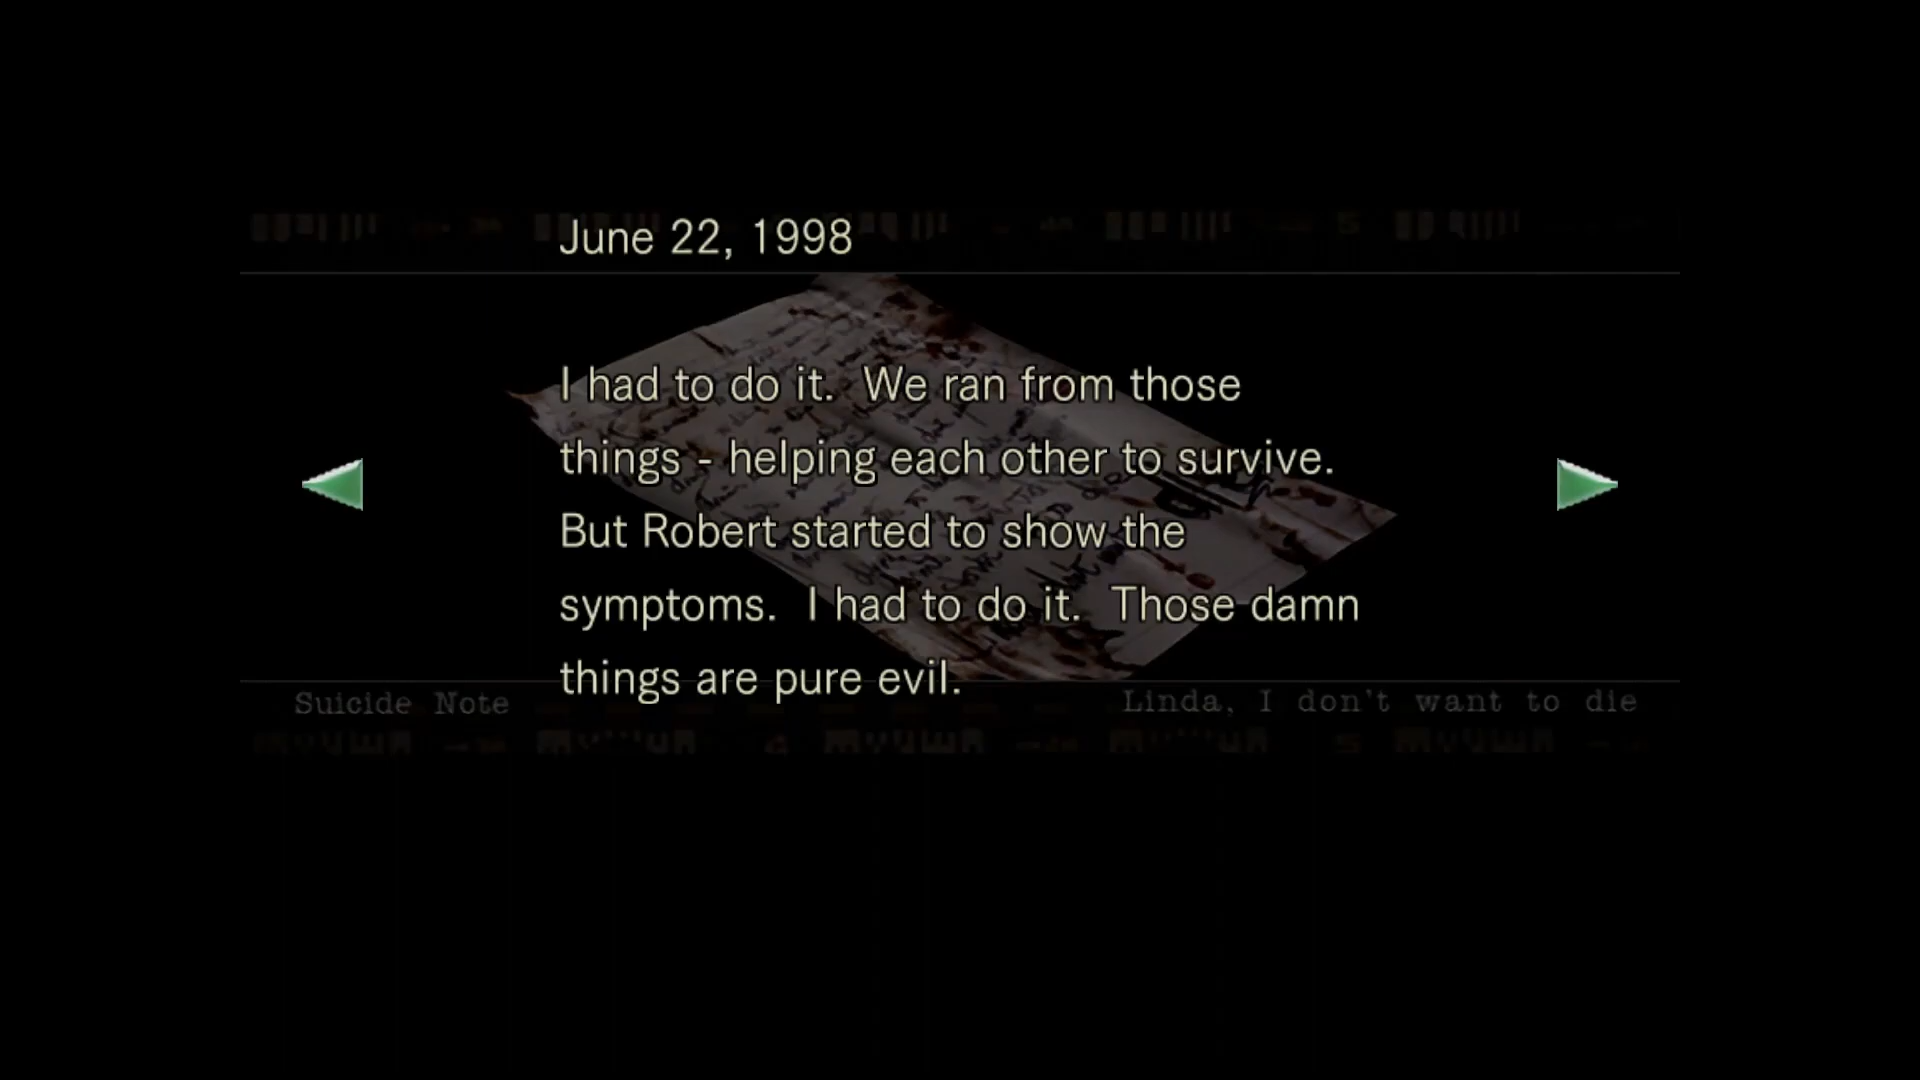 June 22, 1998
I had to do it.  We ran from those
things - helping each other to survive.
But Robert started to show the
symptoms.  I had to do it.  Those damn
things are pure evil.
Suicide Note
Linda, I don't want to die